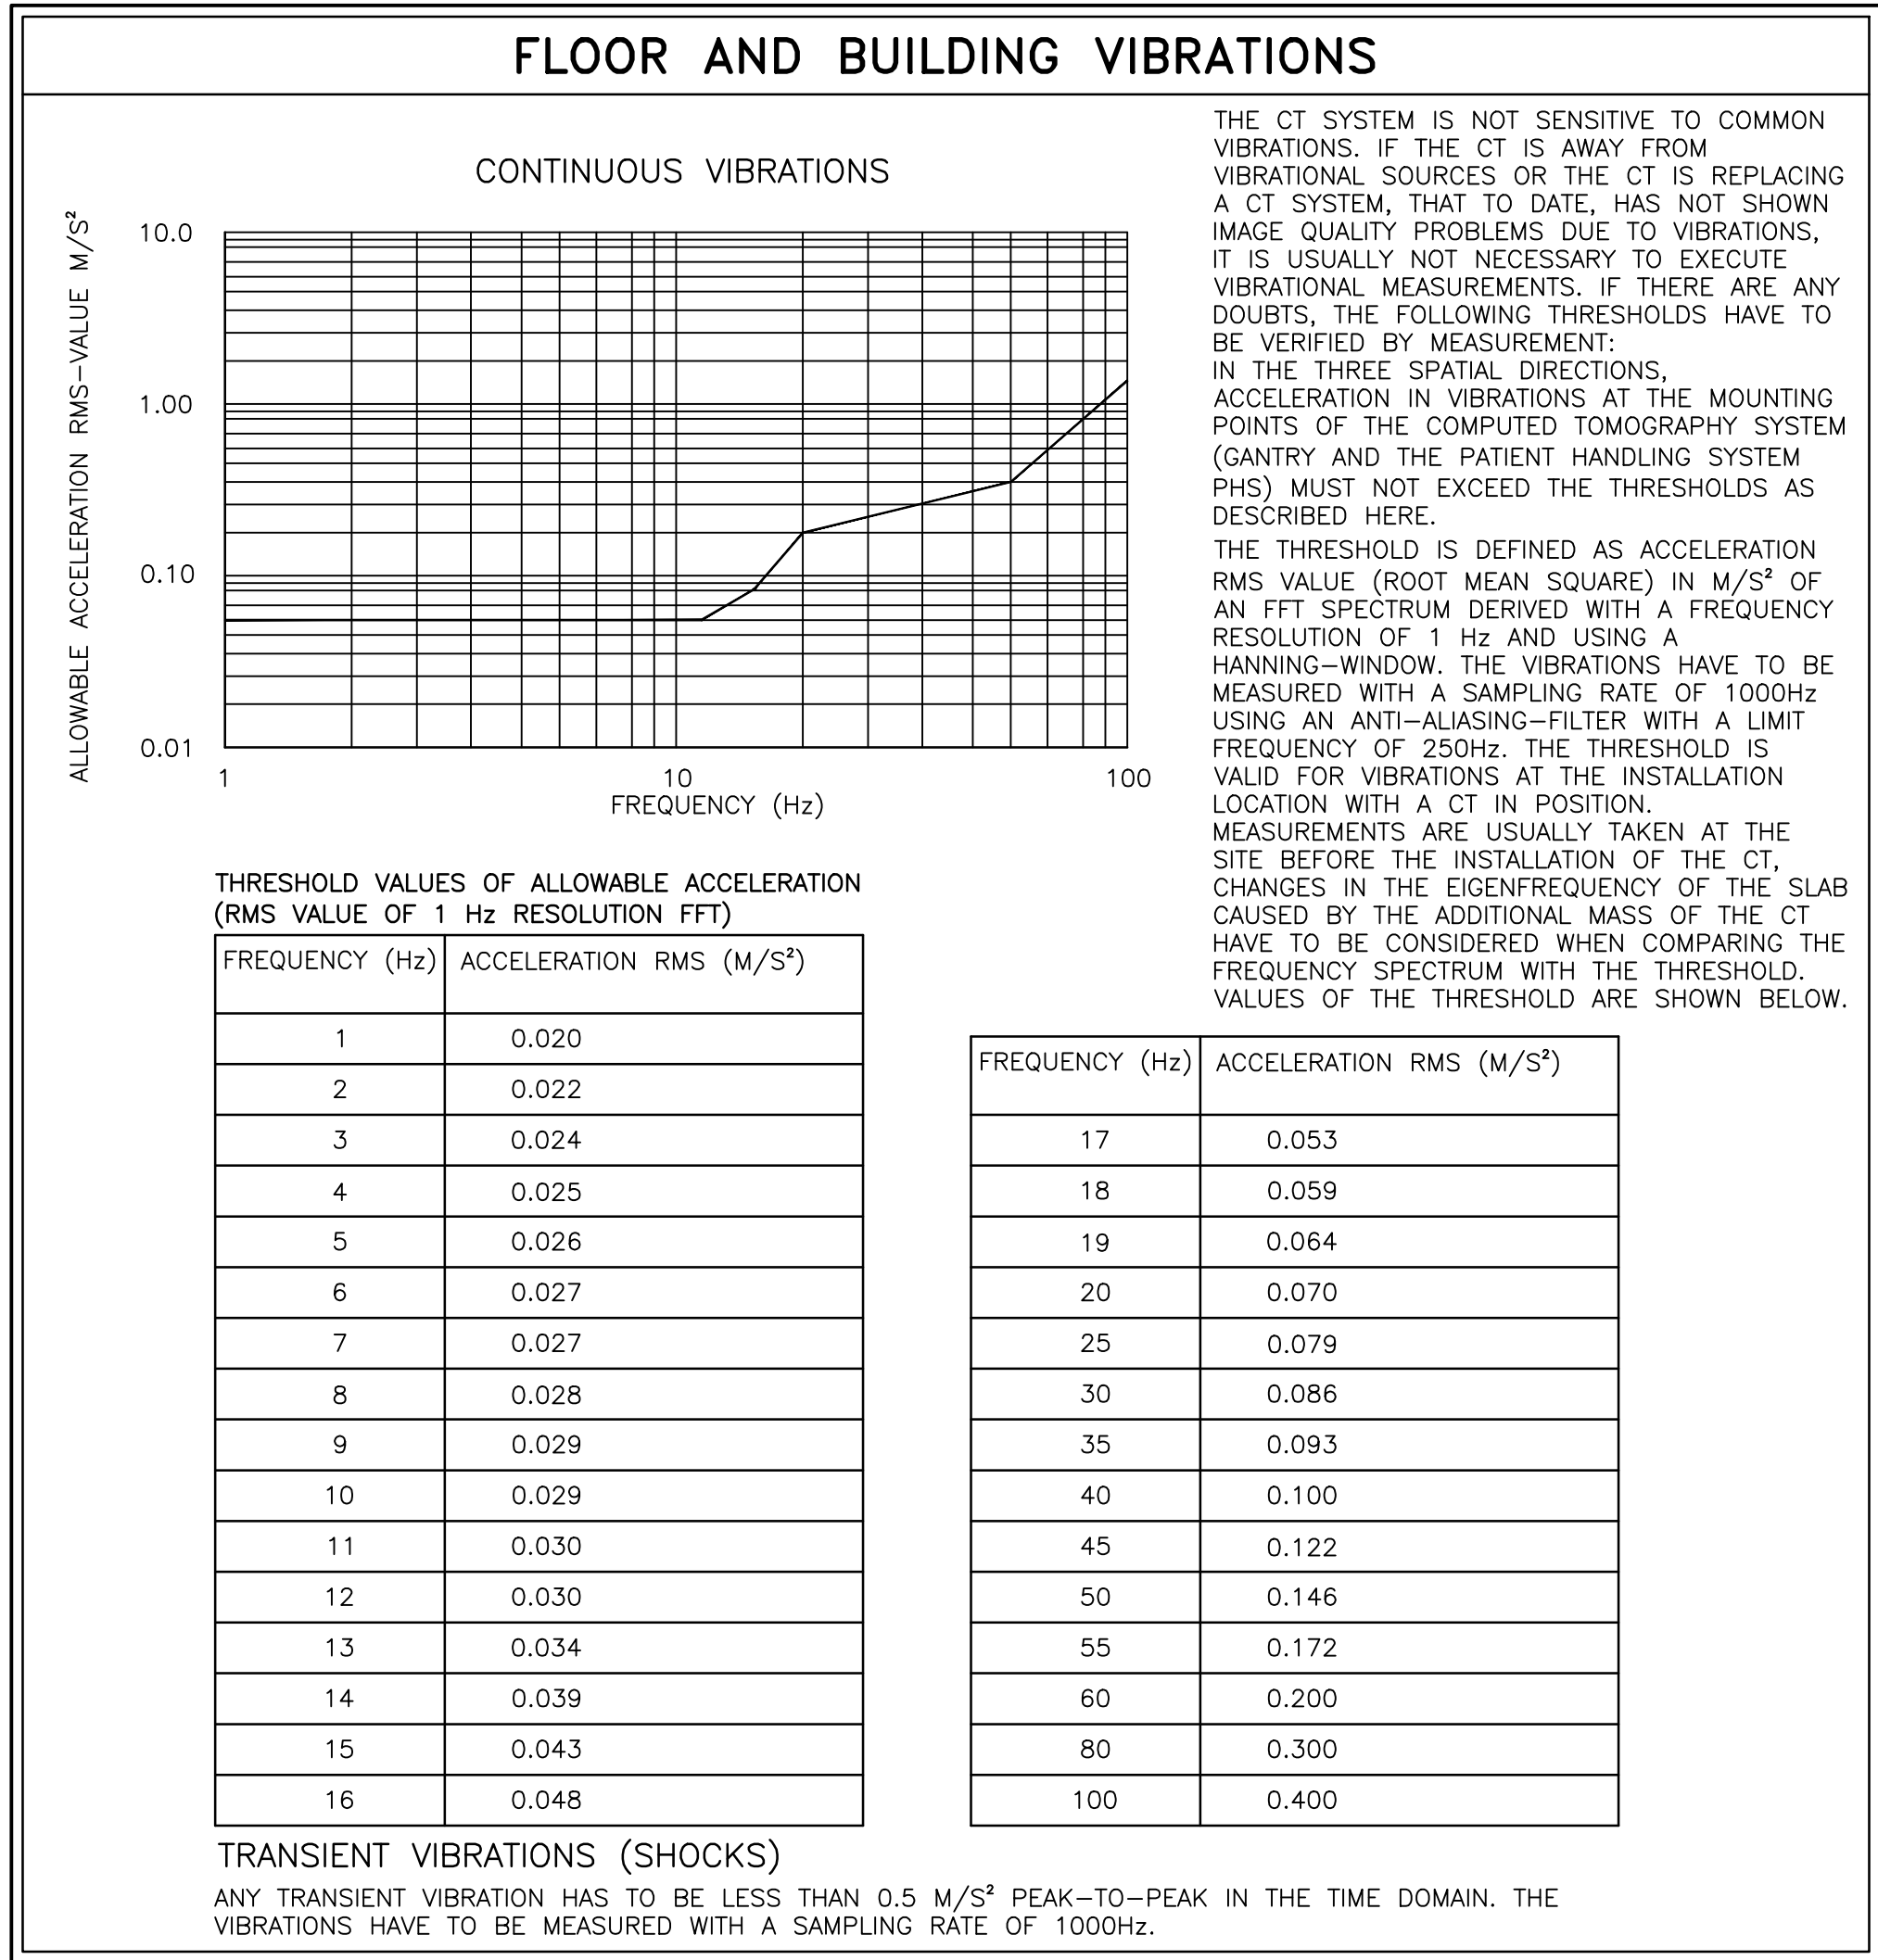 FLOOR AND BUILDING VIBRATIONS
CONTINUOUS VIBRATIONS
ALLOWABLE ACCELERATION RMS-VALUE M/S²
10.0
1.00
0.10
0.01
1
10
100
FREQUENCY (Hz)
THE CT SYSTEM IS NOT SENSITIVE TO COMMON
VIBRATIONS. IF THE CT IS AWAY FROM
VIBRATIONAL SOURCES OR THE CT IS REPLACING
A CT SYSTEM, THAT TO DATE, HAS NOT SHOWN
IMAGE QUALITY PROBLEMS DUE TO VIBRATIONS,
IT IS USUALLY NOT NECESSARY TO EXECUTE
VIBRATIONAL MEASUREMENTS. IF THERE ARE ANY
DOUBTS, THE FOLLOWING THRESHOLDS HAVE TO
BE VERIFIED BY MEASUREMENT:
IN THE THREE SPATIAL DIRECTIONS,
ACCELERATION IN VIBRATIONS AT THE MOUNTING
POINTS OF THE COMPUTED TOMOGRAPHY SYSTEM
(GANTRY AND THE PATIENT HANDLING SYSTEM
PHS) MUST NOT EXCEED THE THRESHOLDS AS
DESCRIBED HERE.
THE THRESHOLD IS DEFINED AS ACCELERATION
RMS VALUE (ROOT MEAN SQUARE) IN M/S² OF
AN FFT SPECTRUM DERIVED WITH A FREQUENCY
RESOLUTION OF 1 Hz AND USING A
HANNING-WINDOW. THE VIBRATIONS HAVE TO BE
MEASURED WITH A SAMPLING RATE OF 1000Hz
USING AN ANTI-ALIASING-FILTER WITH A LIMIT
FREQUENCY OF 250Hz. THE THRESHOLD IS
VALID FOR VIBRATIONS AT THE INSTALLATION
LOCATION WITH A CT IN POSITION.
MEASUREMENTS ARE USUALLY TAKEN AT THE
SITE BEFORE THE INSTALLATION OF THE CT,
CHANGES IN THE EIGENFREQUENCY OF THE SLAB
CAUSED BY THE ADDITIONAL MASS OF THE CT
HAVE TO BE CONSIDERED WHEN COMPARING THE
FREQUENCY SPECTRUM WITH THE THRESHOLD.
VALUES OF THE THRESHOLD ARE SHOWN BELOW.
THRESHOLD VALUES OF ALLOWABLE ACCELERATION
(RMS VALUE OF 1 Hz RESOLUTION FFT)
FREQUENCY (Hz) ACCELERATION RMS (M/S²)
1 0.020
2 0.022
3 0.024
4 0.025
5 0.026
6 0.027
7 0.027
8 0.028
9 0.029
10 0.029
11 0.030
12 0.030
13 0.034
14 0.039
15 0.043
16 0.048
FREQUENCY (Hz) ACCELERATION RMS (M/S²)
17 0.053
18 0.059
19 0.064
20 0.070
25 0.079
30 0.086
35 0.093
40 0.100
45 0.122
50 0.146
55 0.172
60 0.200
80 0.300
100 0.400
TRANSIENT VIBRATIONS (SHOCKS)
ANY TRANSIENT VIBRATION HAS TO BE LESS THAN 0.5 M/S² PEAK-TO-PEAK IN THE TIME DOMAIN. THE
VIBRATIONS HAVE TO BE MEASURED WITH A SAMPLING RATE OF 1000Hz.